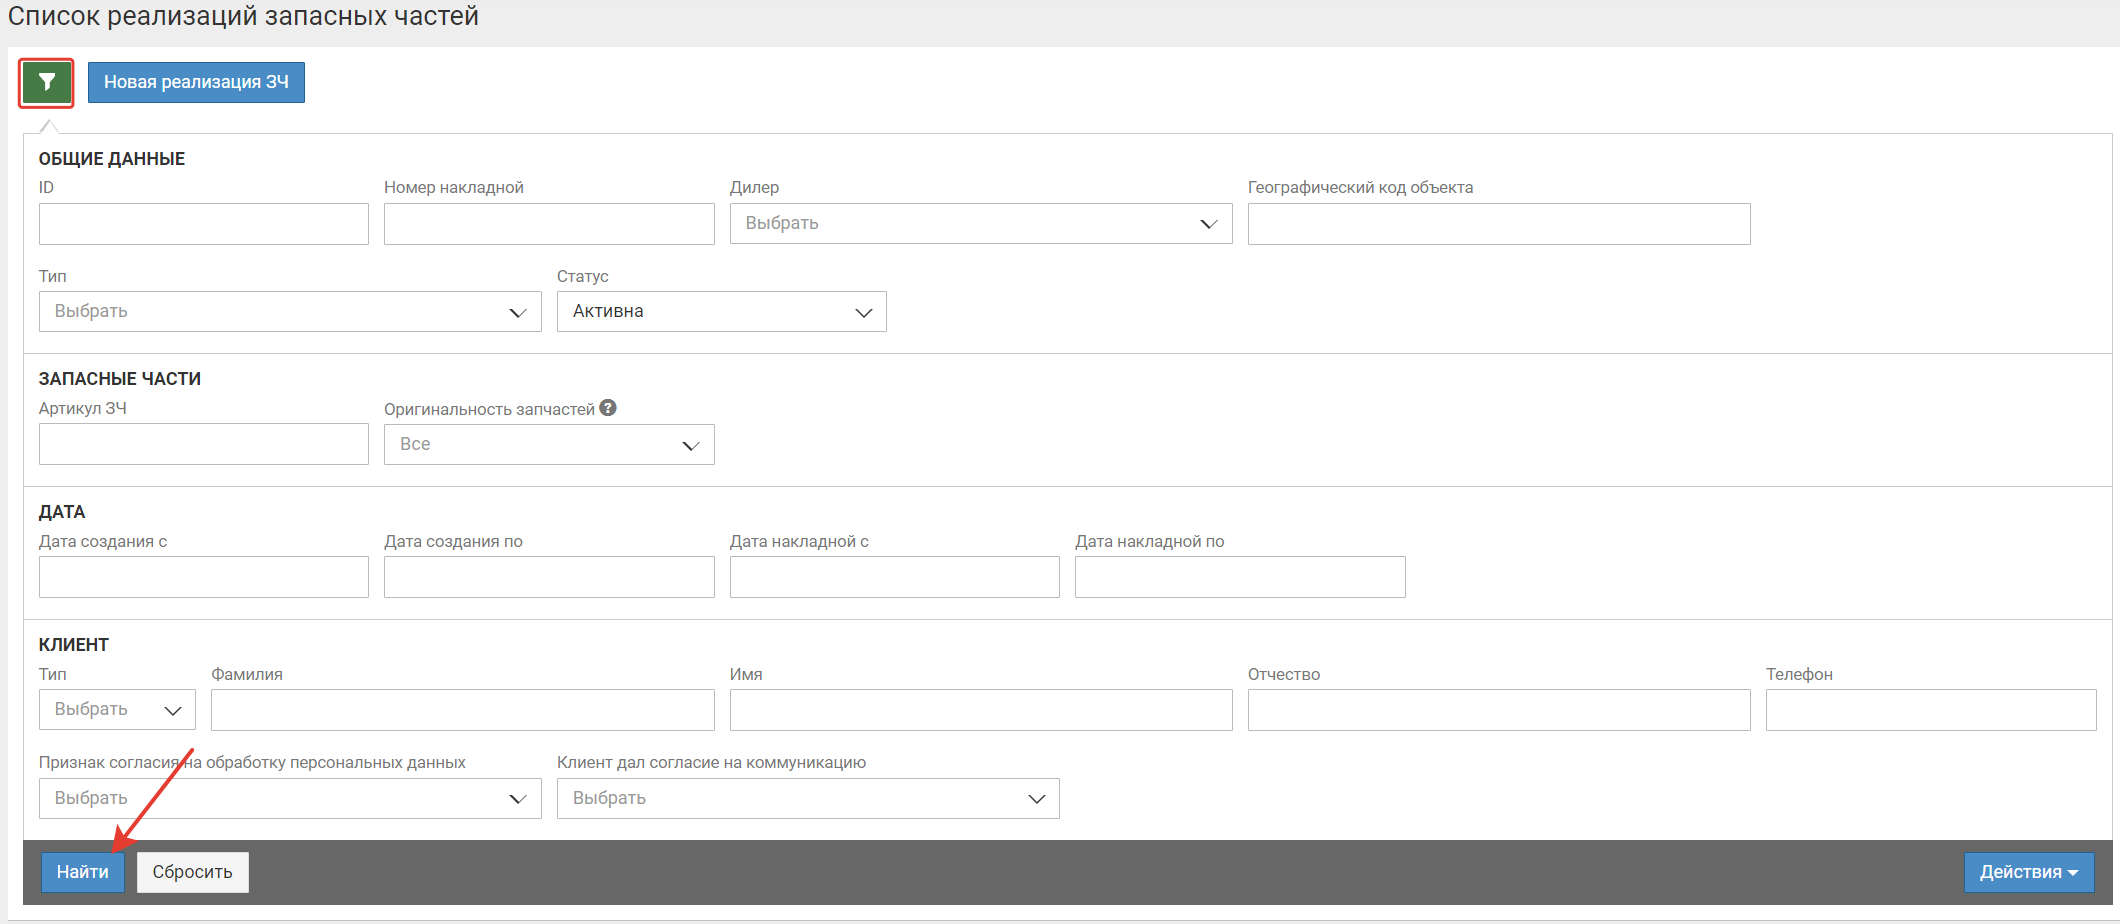 Список реализаций запасных частей
Новая реализация ЗЧ
ОБЩИЕ ДАННЫЕ
ID Номер накладной Дилер Географический код объекта
Выбрать
Тип Статус
Выбрать Активна
ЗАПАСНЫЕ ЧАСТИ
Артикул ЗЧ Оригинальность запчастей ?
Все
ДАТА
Дата создания с Дата создания по Дата накладной с Дата накладной по
КЛИЕНТ
Тип Фамилия Имя Отчество Телефон
Выбрать
Признак согласия на обработку персональных данных Клиент дал согласие на коммуникацию
Выбрать Выбрать
Найти Сбросить Действия